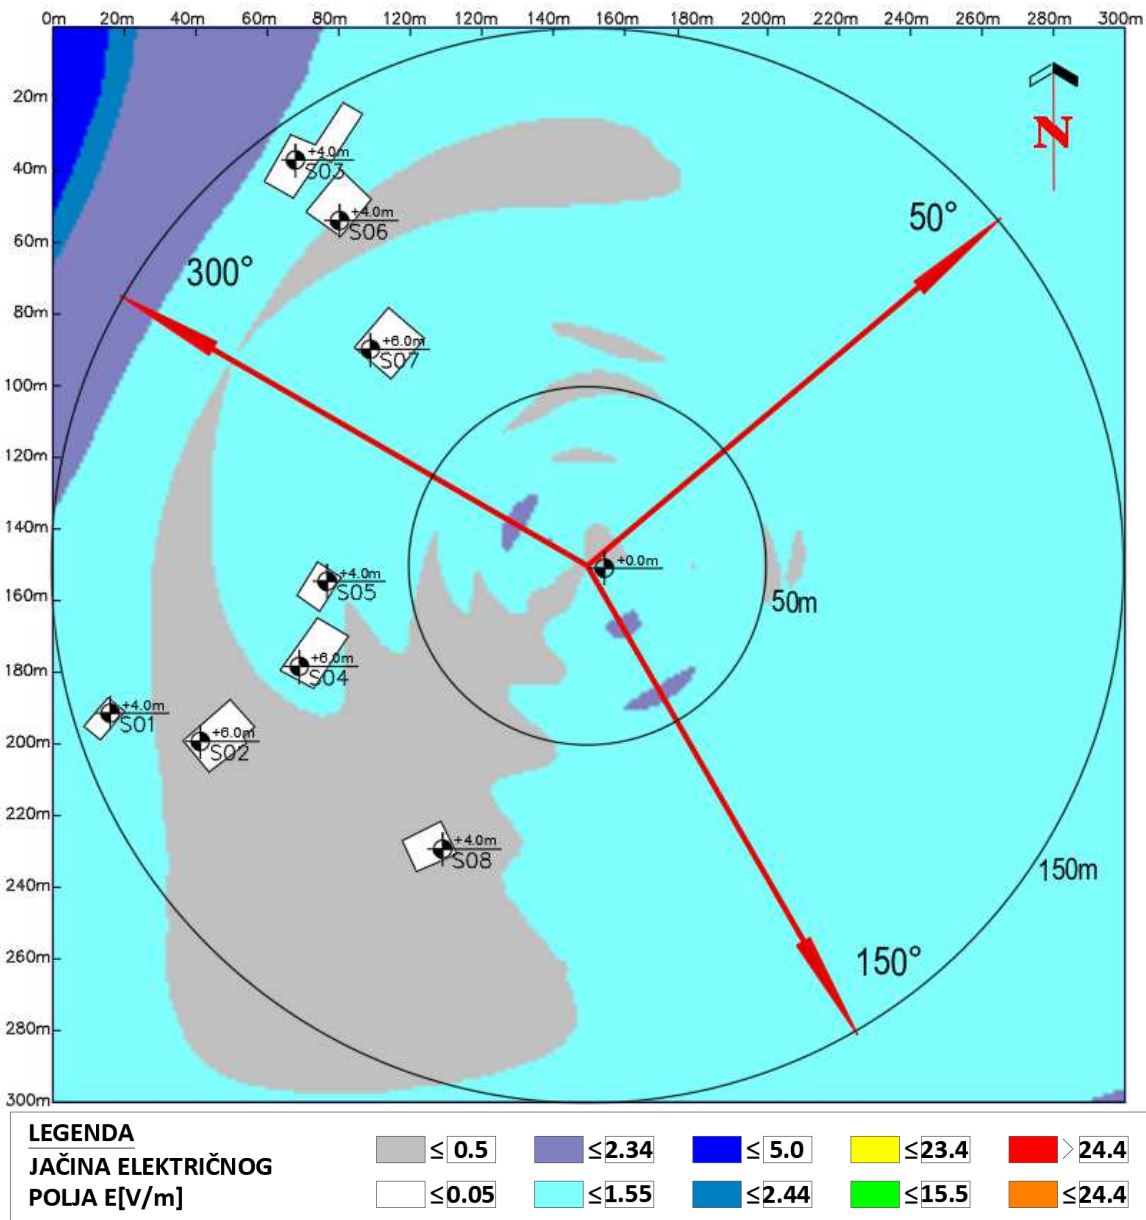 0m 20m 40m 60m 80m 100m 120m 140m 160m 180m 200m 220m 240m 260m 280m 300m
20m
40m
60m
80m
100m
120m
140m
160m
180m
200m
220m
240m
260m
280m
300m
N
+4.0m
S03
+4.0m
S06
50°
300°
+6.0m
S07
+0.0m
+4.0m
S05
50m
+6.0m
S04
+4.0m
S01
+6.0m
S02
+4.0m
S08
150m
150°
LEGENDA
JAČINA ELEKTRIČNOG
POLJA E[V/m]
≤ 0.5 ≤2.34 ≤ 5.0 ≤23.4 > 24.4
≤0.05 ≤1.55 ≤2.44 ≤15.5 ≤24.4